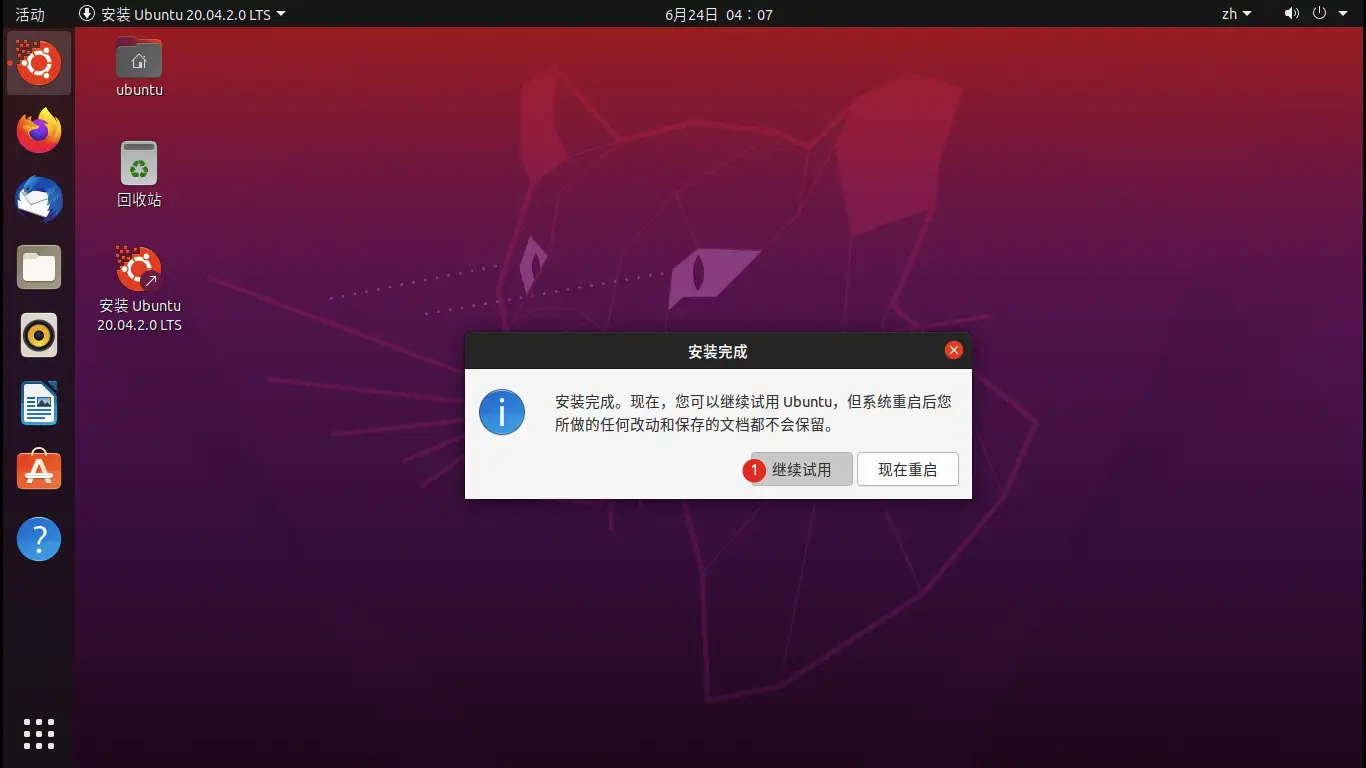 活动
安装 Ubuntu 20.04.2.0 LTS
6月24日 04：07
zh
ubuntu
回收站
安装 Ubuntu
20.04.2.0 LTS
安装完成
安装完成。现在，您可以继续试用 Ubuntu，但系统重启后您
所做的任何改动和保存的文档都不会保留。
1 继续试用
现在重启